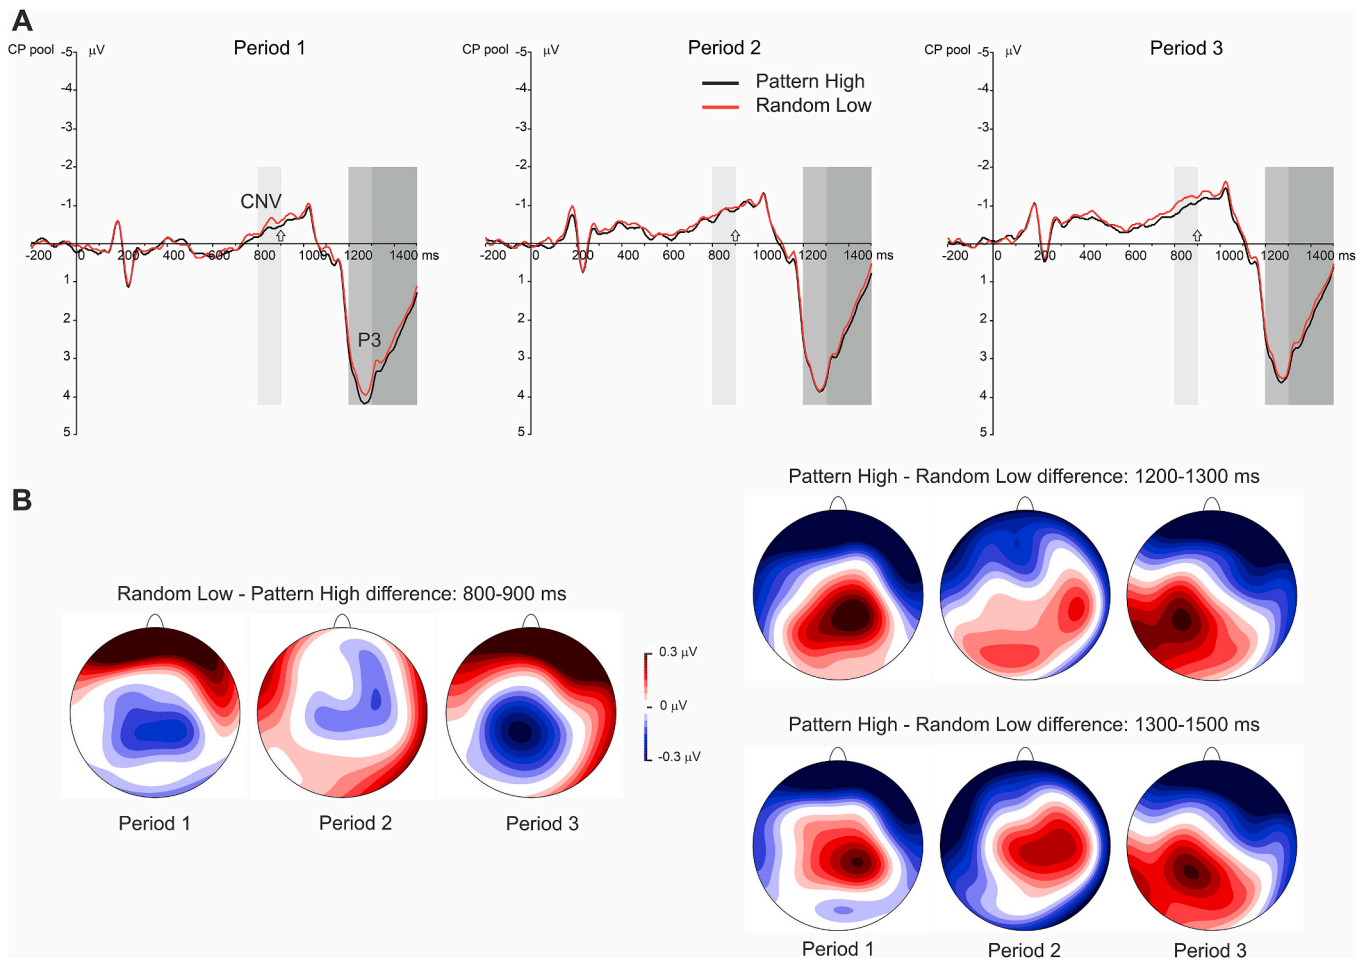 A
Period 1
CP pool -5 μV
-4
-3
-2
-1
1
2
3
4
5
CNV
P3
-200 0 200 400 600 800 1000 1200 1400 ms
Period 2
CP pool -5 μV
-4
-3
-2
-1
1
2
3
4
5
Pattern High
Random Low
-200 0 200 400 600 800 1000 1200 1400 ms
Period 3
CP pool -5 μV
-4
-3
-2
-1
1
2
3
4
5
-200 0 200 400 600 800 1000 1200 1400 ms
B
Random Low - Pattern High difference: 800-900 ms
Period 1 Period 2 Period 3
0.3 μV
0 μV
-0.3 μV
Pattern High - Random Low difference: 1200-1300 ms
Pattern High - Random Low difference: 1300-1500 ms
Period 1 Period 2 Period 3